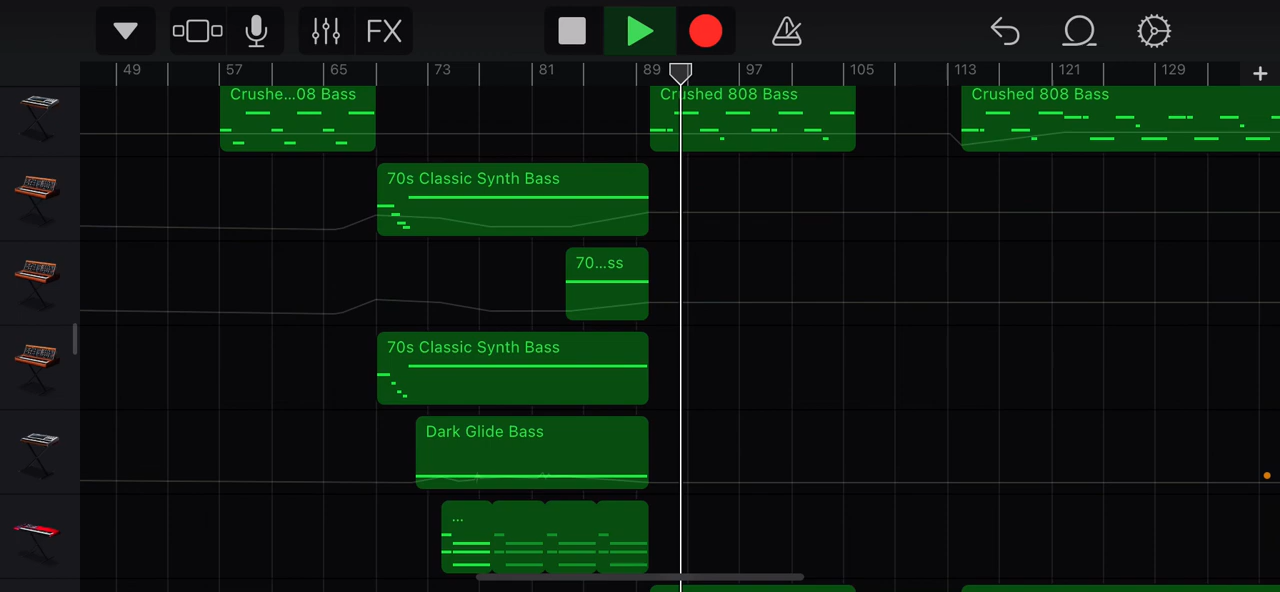 FX
49 57 65 73 81 89 97 105 113 121 129
Crushe...08 Bass
Crushed 808 Bass
Crushed 808 Bass
70s Classic Synth Bass
70...ss
70s Classic Synth Bass
Dark Glide Bass
...